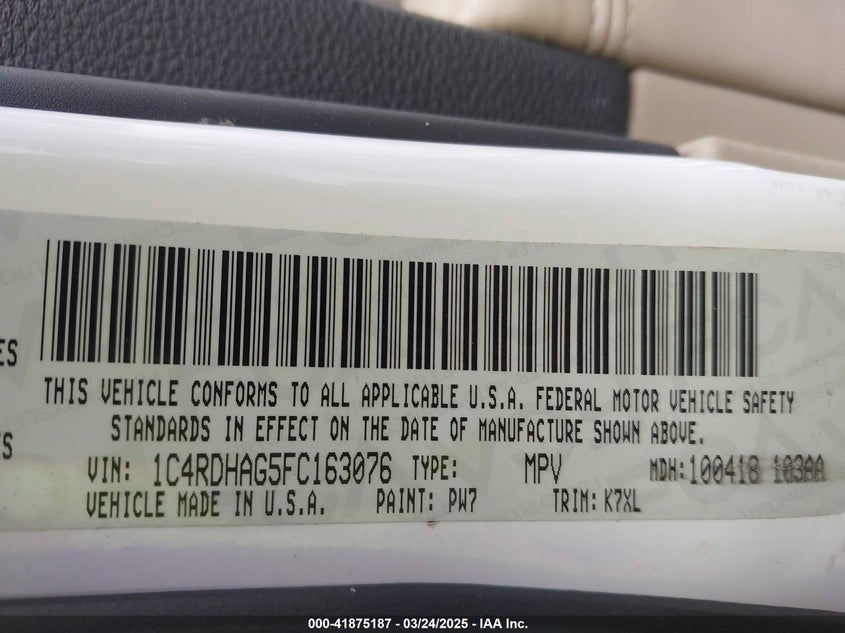 ES
THIS VEHICLE CONFORMS TO ALL APPLICABLE U.S.A. FEDERAL MOTOR VEHICLE SAFETY
TS
STANDARDS IN EFFECT ON THE DATE OF MANUFACTURE SHOWN ABOVE.
VIN: 1C4RDHAG5FC163076 TYPE: MPV MDH:100418 103AA
VEHICLE MADE IN U.S.A. PAINT: PW7 TRIM: K7XL
000-41875187 - 03/24/2025 - © IAA Inc.